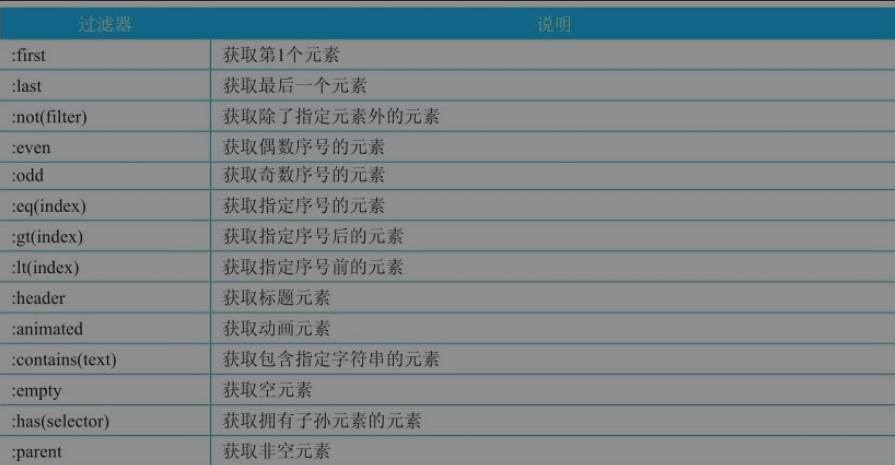 过滤器 说明
:first 获取第1个元素
:last 获取最后一个元素
:not(filter) 获取除了指定元素外的元素
:even 获取偶数序号的元素
:odd 获取奇数序号的元素
:eq(index) 获取指定序号的元素
:gt(index) 获取指定序号后的元素
:lt(index) 获取指定序号前的元素
:header 获取标题元素
:animated 获取动画元素
:contains(text) 获取包含指定字符串的元素
:empty 获取空元素
:has(selector) 获取拥有子孙元素的元素
:parent 获取非空元素